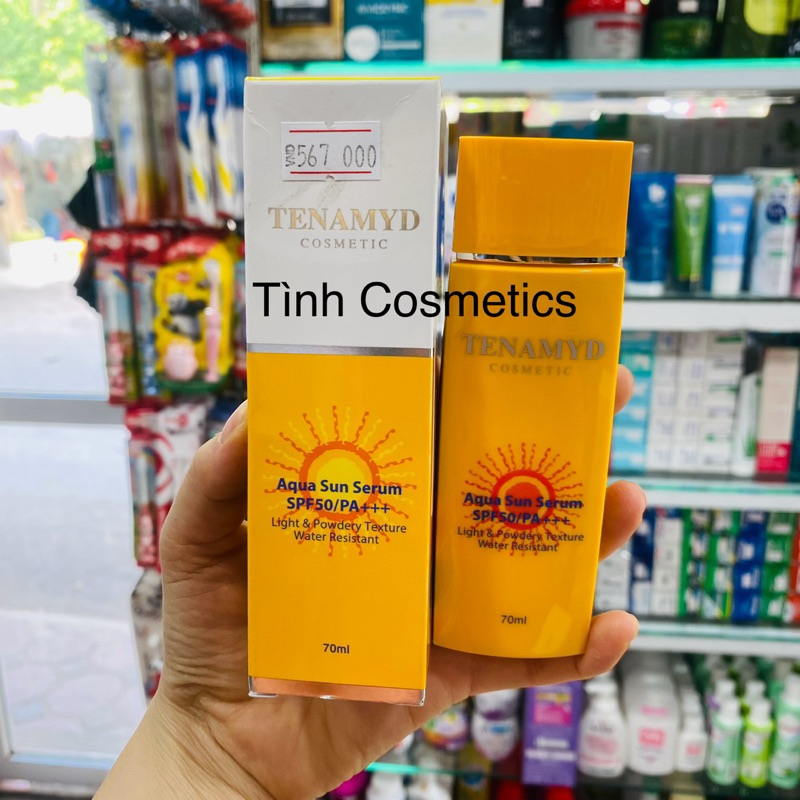 VND
567 000
TENAMYD
COSMETIC
Tình Cosmetics
Aqua Sun Serum
SPF50/PA+++
Light & Powdery Texture
Water Resistant
70ml
TENAMYD
COSMETIC
Aqua Sun Serum
SPF50/PA+++
Light & Powdery Texture
Water Resistant
70ml